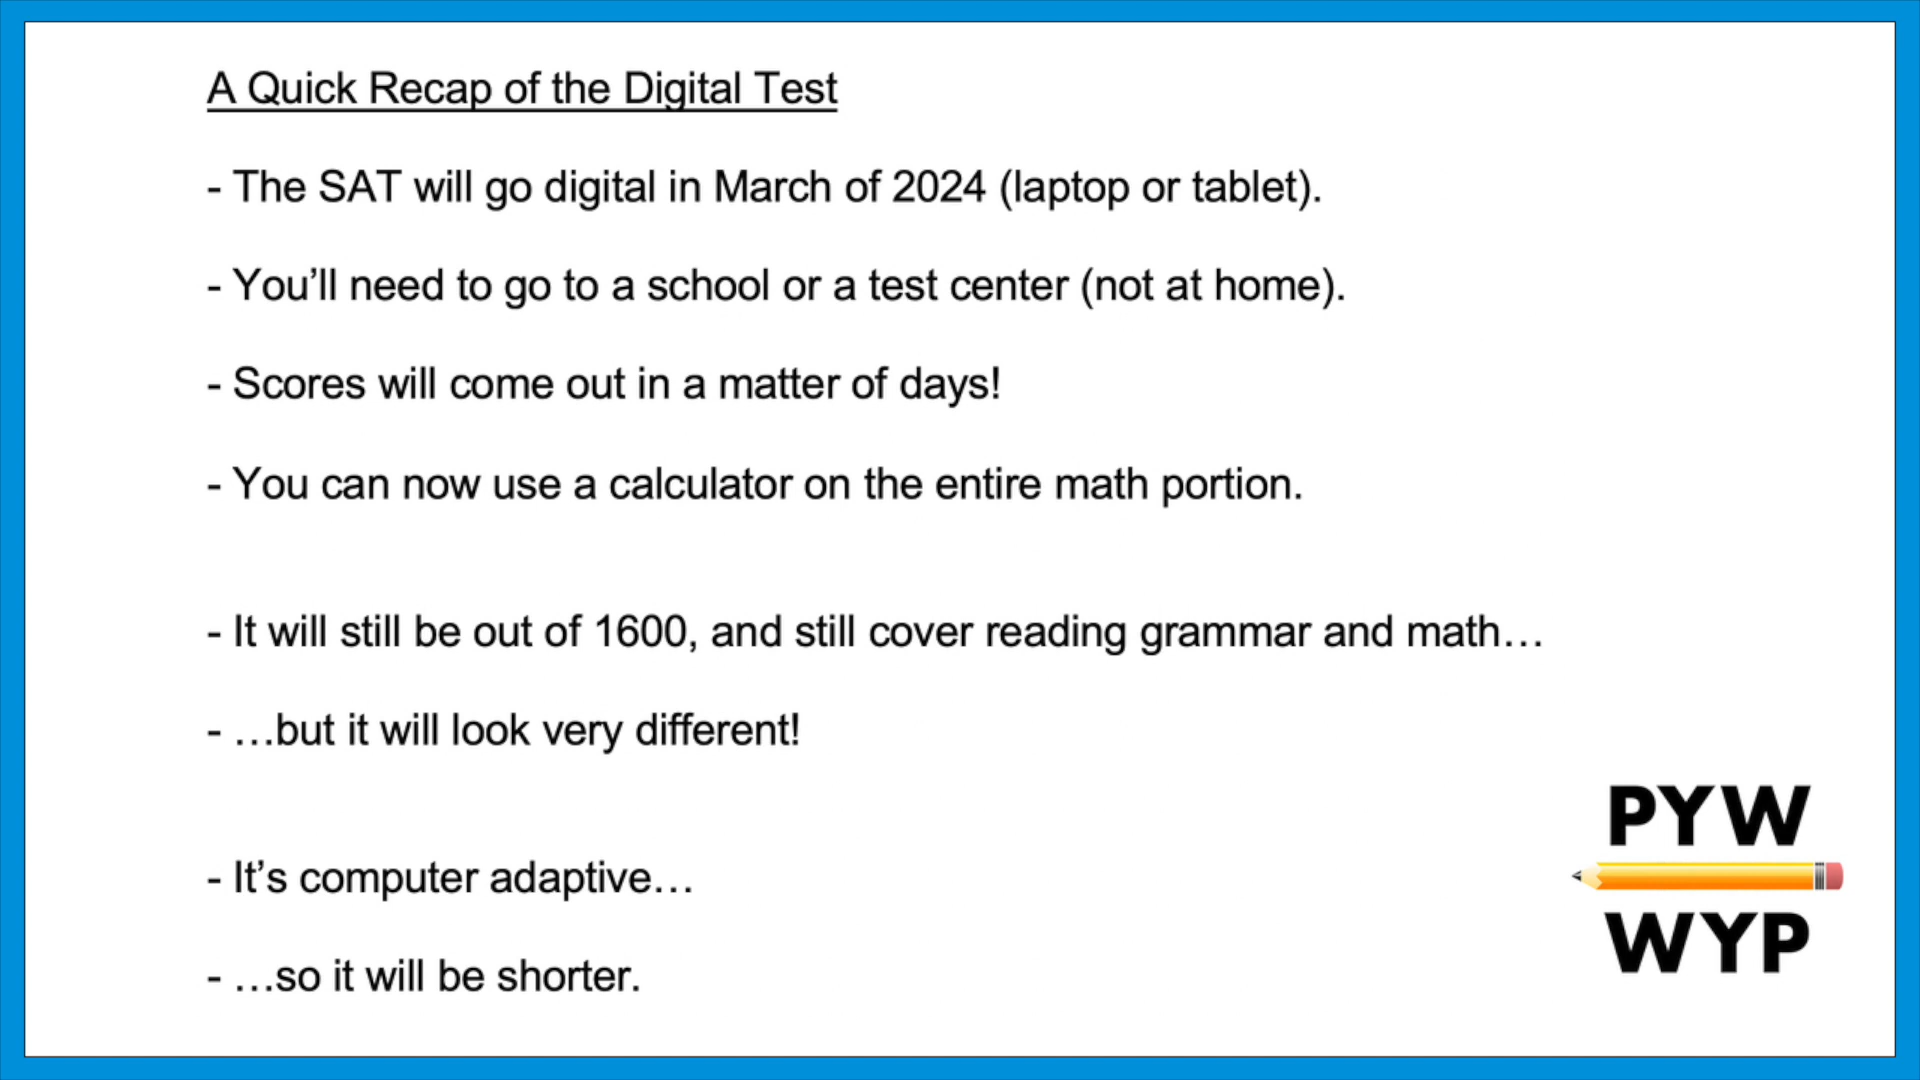 A Quick Recap of the Digital Test
- The SAT will go digital in March of 2024 (laptop or tablet).
- You’ll need to go to a school or a test center (not at home).
- Scores will come out in a matter of days!
- You can now use a calculator on the entire math portion.
- It will still be out of 1600, and still cover reading grammar and math…
- …but it will look very different!
- It’s computer adaptive…
- …so it will be shorter.
PYW
WYP